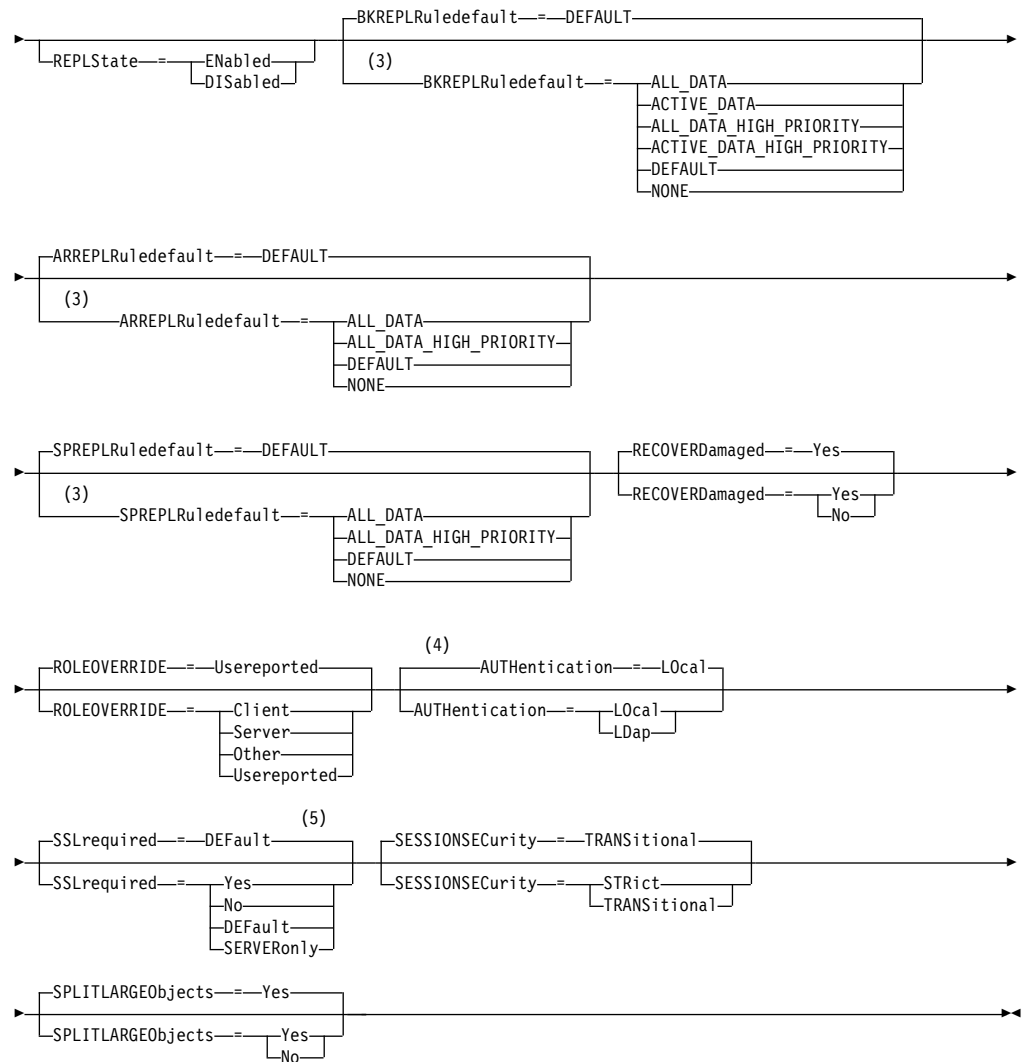 BKREPLRuledefault = DEFAULT
REPLState = ENabled
DISabled
(3)
BKREPLRuledefault = ALL_DATA
ACTIVE_DATA
ALL_DATA_HIGH_PRIORITY
ACTIVE_DATA_HIGH_PRIORITY
DEFAULT
NONE
ARREPLRuledefault = DEFAULT
(3)
ARREPLRuledefault = ALL_DATA
ALL_DATA_HIGH_PRIORITY
DEFAULT
NONE
SPREPLRuledefault = DEFAULT
(3)
SPREPLRuledefault = ALL_DATA
ALL_DATA_HIGH_PRIORITY
DEFAULT
NONE
RECOVERDamaged = Yes
RECOVERDamaged = Yes
No
ROLEOVERRIDE = Usereported
ROLEOVERRIDE = Client
Server
Other
Usereported
(4)
AUTHentication = LOcal
AUTHentication = LOcal
LDap
(5)
SSLrequired = DEFault
SSLrequired = Yes
No
DEFault
SERVERonly
SESSIONSECurity = TRANSitional
SESSIONSECurity = STRict
TRANSitional
SPLITLARGEObjects = Yes
SPLITLARGEObjects = Yes
No